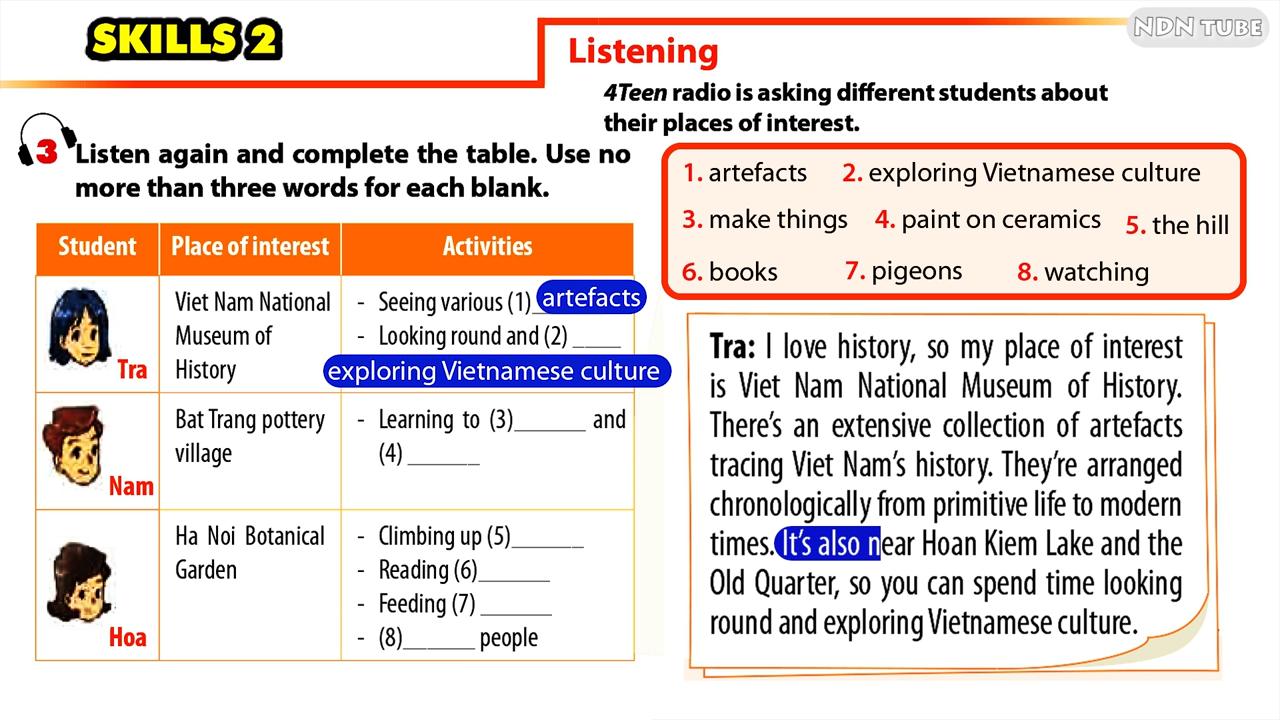 SKILLS 2
NDN TUBE
Listening
4Teen radio is asking different students about
their places of interest.
3 Listen again and complete the table. Use no
more than three words for each blank.
1. artefacts 2. exploring Vietnamese culture
3. make things 4. paint on ceramics 5. the hill
6. books 7. pigeons 8. watching
Student Place of interest Activities
Tra
Viet Nam National
Museum of
History
- Seeing various (1)_ artefacts
- Looking round and (2) ____
exploring Vietnamese culture
Nam
Bat Trang pottery
village
- Learning to (3)______ and
(4) ______
Hoa
Ha Noi Botanical
Garden
- Climbing up (5)______
- Reading (6)______
- Feeding (7) ______
- (8)______ people
Tra: I love history, so my place of interest
is Viet Nam National Museum of History.
There's an extensive collection of artefacts
tracing Viet Nam's history. They're arranged
chronologically from primitive life to modern
times. It's also near Hoan Kiem Lake and the
Old Quarter, so you can spend time looking
round and exploring Vietnamese culture.